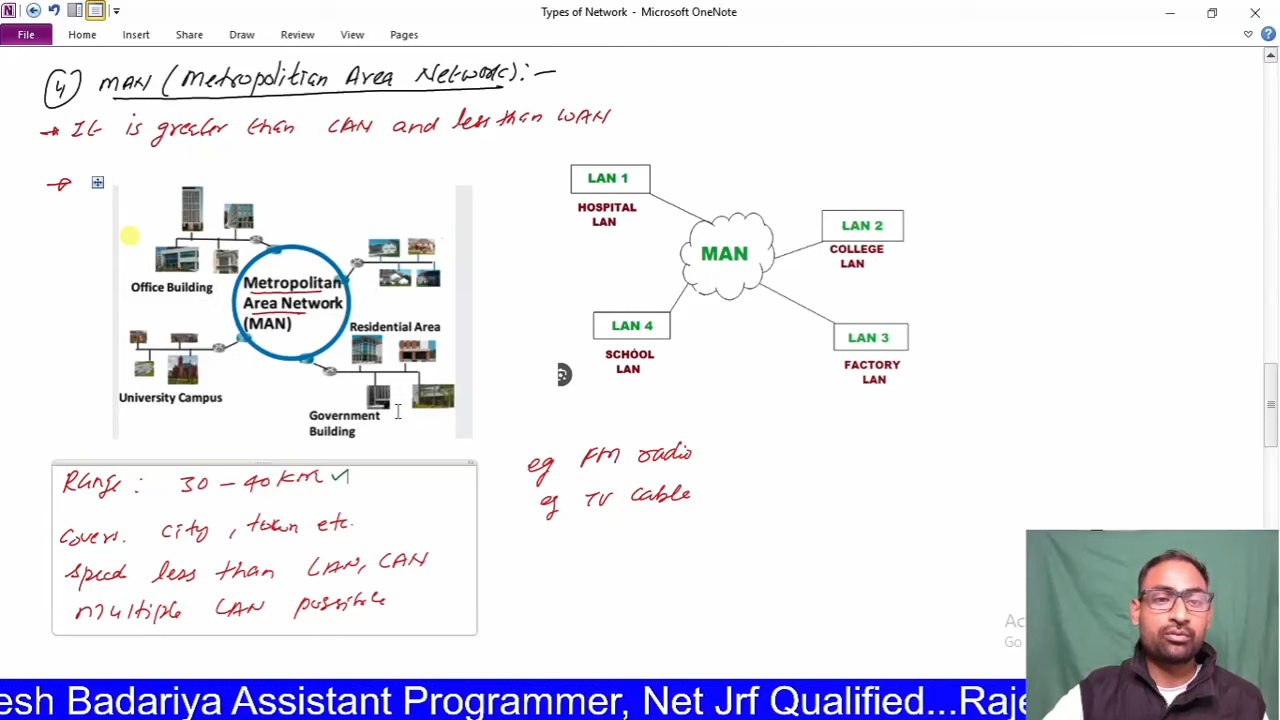 Types of Network - Microsoft OneNote
File Home Insert Share Draw Review View Pages
4 MAN (Metropolitian Area Network):-
→ It is greater than CAN and less than WAN
Office Building
Metropolitan
Area Network
(MAN)
Residential Area
University Campus
Government
Building
LAN 1
HOSPITAL
LAN
MAN
LAN 2
COLLEGE
LAN
LAN 4
SCHOOL
LAN
LAN 3
FACTORY
LAN
Range: 30 - 40 KM ✓
Covers. city, town etc.
speed less than LAN, CAN
multiple LAN possible
eg FM radio
eg TV cable
Ac
Go
esh Badariya Assistant Programmer, Net Jrf Qualified...Raje